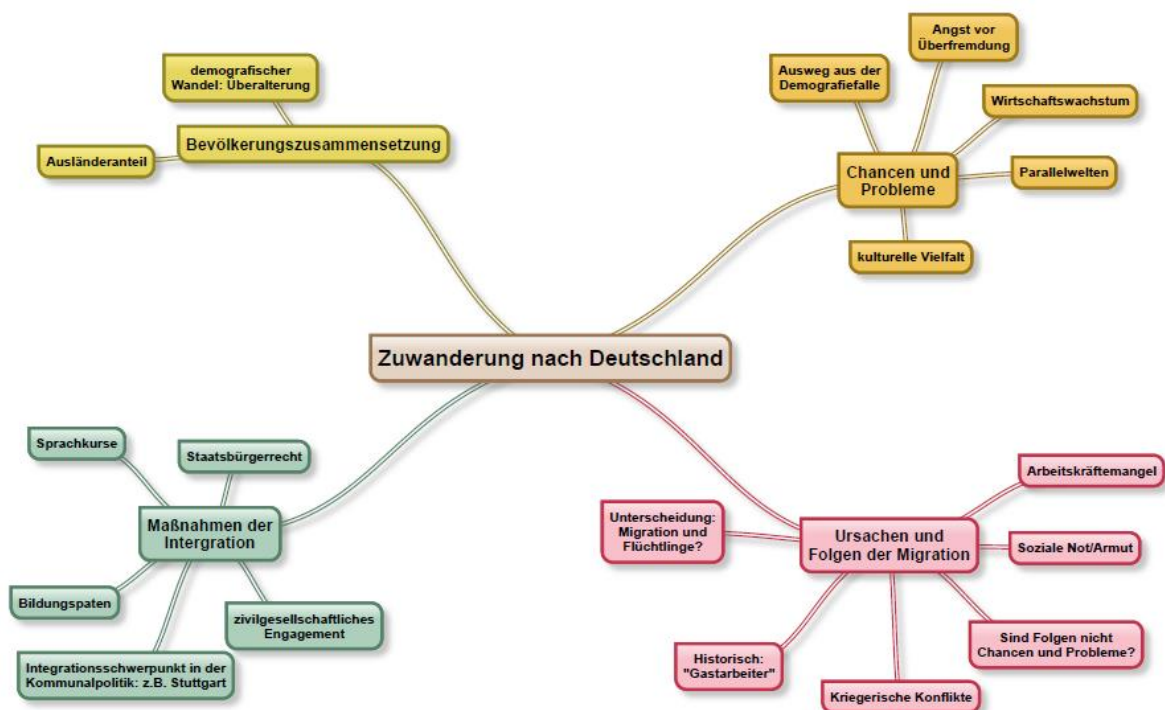 demografischer
Wandel: Überalterung
Bevölkerungszusammensetzung
Ausländeranteil
Angst vor
Überfremdung
Ausweg aus der
Demografiefalle
Wirtschaftswachstum
Chancen und
Probleme
Parallelwelten
kulturelle Vielfalt
Zuwanderung nach Deutschland
Sprachkurse
Staatsbürgerrecht
Maßnahmen der
Intergration
Bildungspaten
zivilgesellschaftliches
Engagement
Integrationsschwerpunkt in der
Kommunalpolitik: z.B. Stuttgart
Arbeitskräftemangel
Unterscheidung:
Migration und
Flüchtlinge?
Ursachen und
Folgen der Migration
Soziale Not/Armut
Sind Folgen nicht
Chancen und Probleme?
Historisch:
"Gastarbeiter"
Kriegerische Konflikte